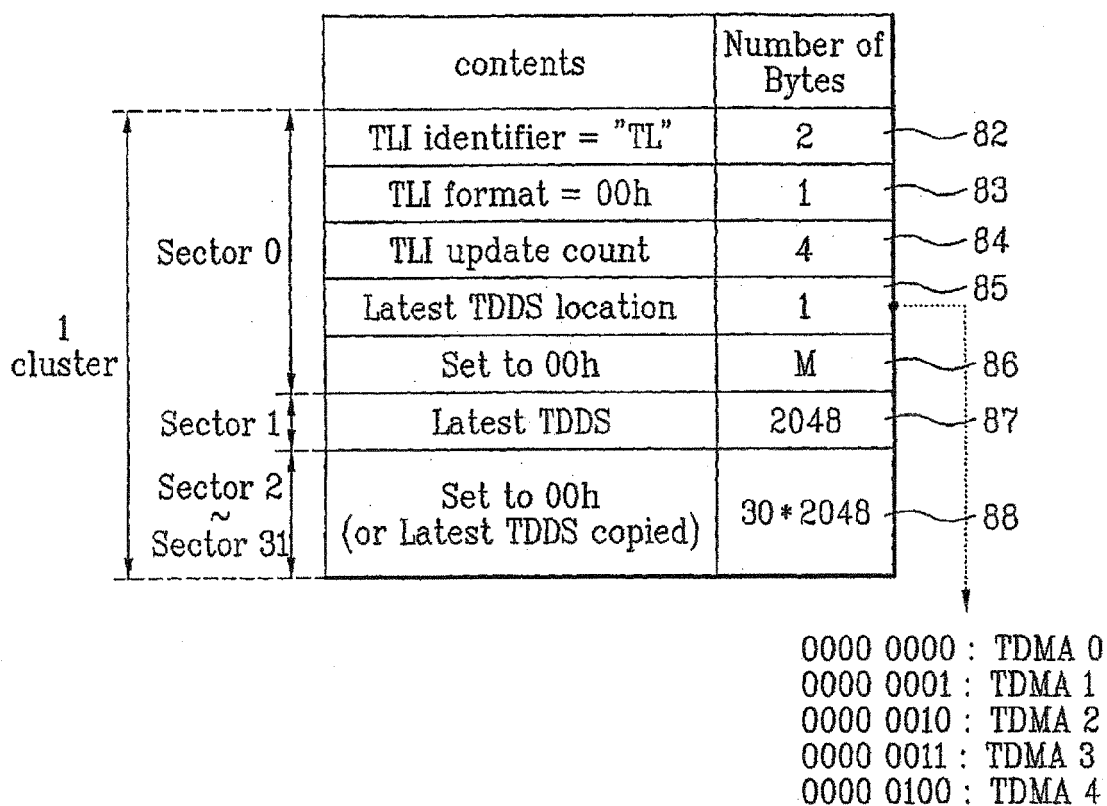 contents
Number of
Bytes
TLI identifier = "TL"
2
82
TLI format = 00h
1
83
Sector 0
TLI update count
4
84
85
Latest TDDS location
1
1
cluster
Set to 00h
M
86
Sector 1
Latest TDDS
2048
87
Sector 2
~
Sector 31
Set to 00h
(or Latest TDDS copied)
30*2048
88
0000 0000 : TDMA 0
0000 0001 : TDMA 1
0000 0010 : TDMA 2
0000 0011 : TDMA 3
0000 0100 : TDMA 4